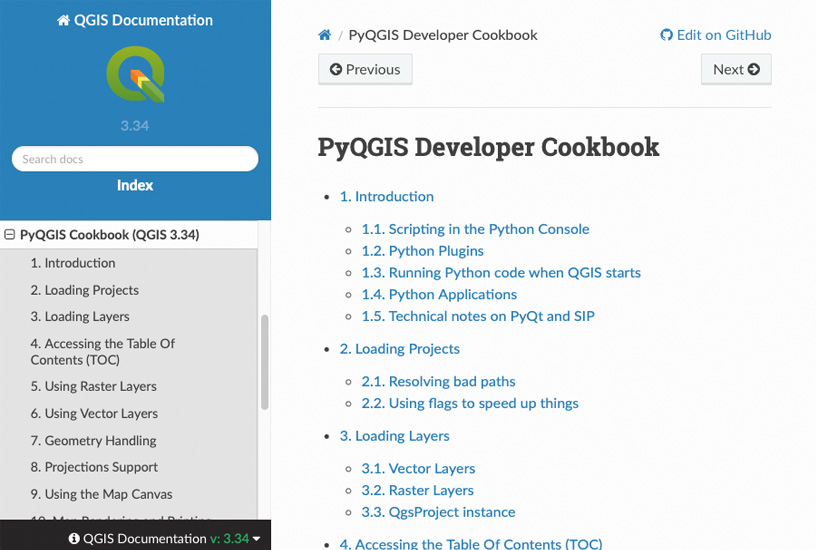 QGIS Documentation
3.34
Search docs
Index
PyQGIS Cookbook (QGIS 3.34)
1. Introduction
2. Loading Projects
3. Loading Layers
4. Accessing the Table Of
Contents (TOC)
5. Using Raster Layers
6. Using Vector Layers
7. Geometry Handling
8. Projections Support
9. Using the Map Canvas
10. Map Rendering and Printing
QGIS Documentation v: 3.34
/ PyQGIS Developer Cookbook
Edit on GitHub
Previous
Next
PyQGIS Developer Cookbook
1. Introduction
1.1. Scripting in the Python Console
1.2. Python Plugins
1.3. Running Python code when QGIS starts
1.4. Python Applications
1.5. Technical notes on PyQt and SIP
2. Loading Projects
2.1. Resolving bad paths
2.2. Using flags to speed up things
3. Loading Layers
3.1. Vector Layers
3.2. Raster Layers
3.3. QgsProject instance
4. Accessing the Table Of Contents (TOC)